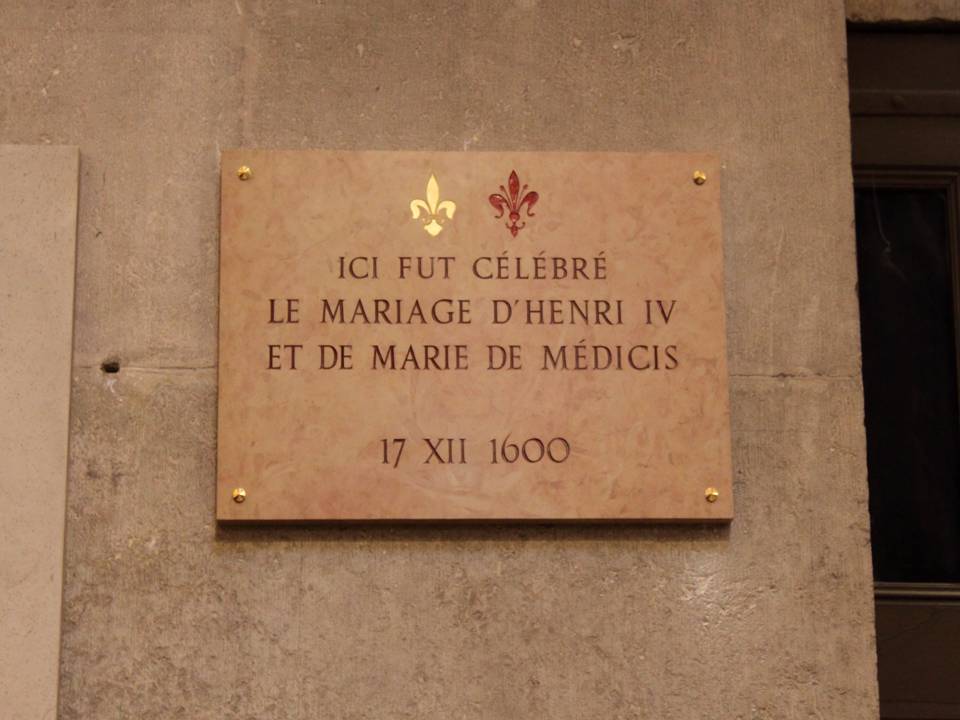 ICI FUT CÉLÉBRÉ
LE MARIAGE D'HENRI IV
ET DE MARIE DE MÉDICIS
17 XII 1600